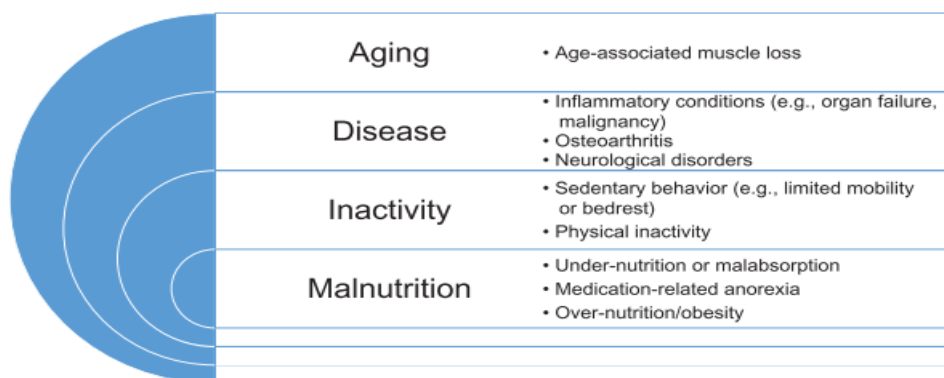 Aging
• Age-associated muscle loss
Disease
• Inflammatory conditions (e.g., organ failure,
malignancy)
• Osteoarthritis
• Neurological disorders
Inactivity
• Sedentary behavior (e.g., limited mobility
or bedrest)
• Physical inactivity
Malnutrition
• Under-nutrition or malabsorption
• Medication-related anorexia
• Over-nutrition/obesity